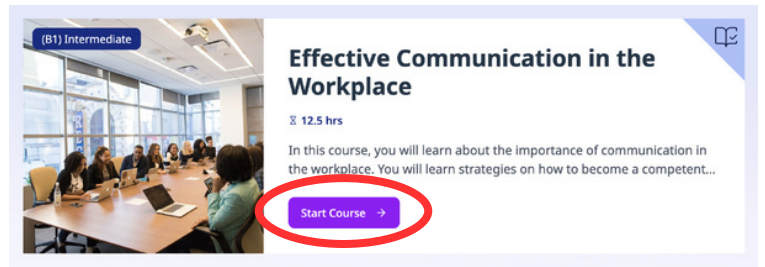 (B1) Intermediate
Effective Communication in the
Workplace
12.5 hrs
In this course, you will learn about the importance of communication in
the workplace. You will learn strategies on how to become a competent...
Start Course →